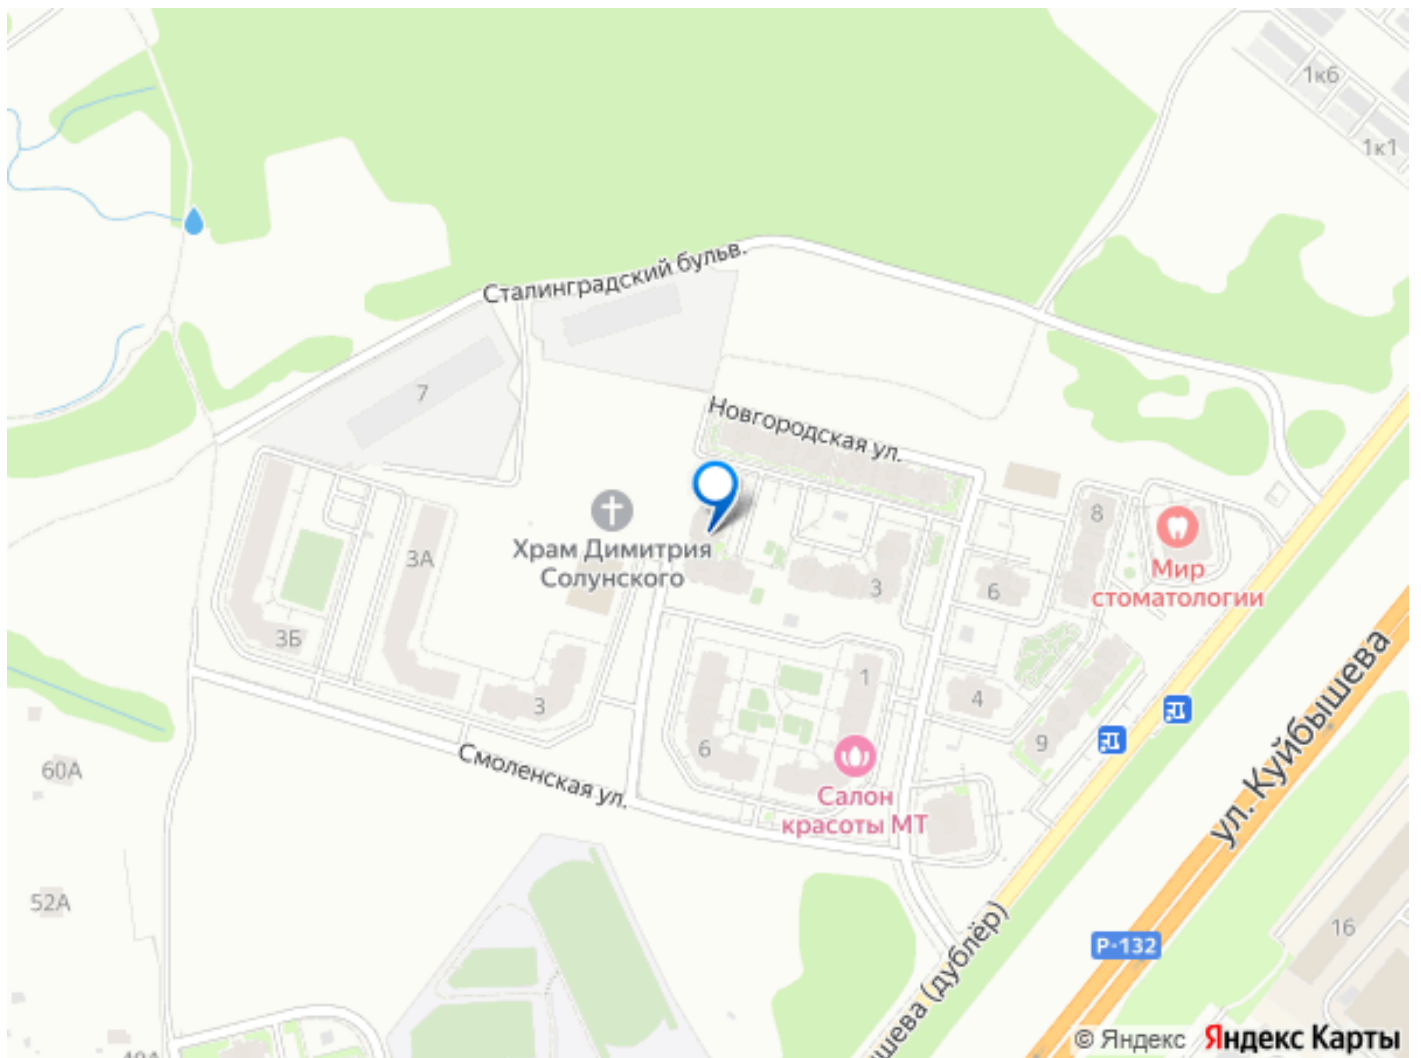 1к6
1к1
Сталинградский бульв.
7
Новгородская ул.
8
3А
Храм Димитрия
Солунского
Мир
стоматологии
3
6
3Б
1
4
3
6
9
Смоленская ул.
60А
Салон
красоты МТ
ул. Куйбышева
52А
16
Р-132
(дублёр)
© Яндекс
Яндекс Карты